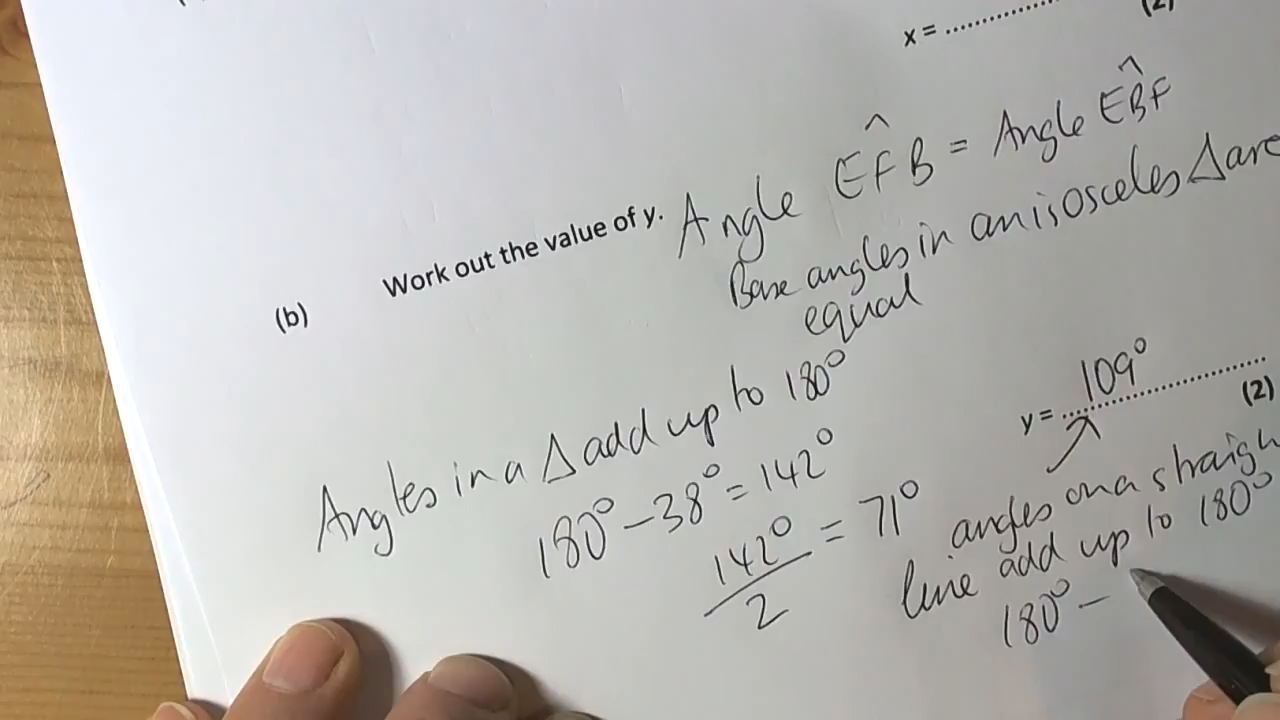 x = ....................
(2)
(b)
Work out the value of y.
Angle EF̂B = Angle EB̂F
Base angles in an isosceles Δ are
equal
Angles in a Δ add up to 180°
180° - 38° = 142°
142°/2 = 71°
y = 109°
(2)
angles on a straigh
line add up to 180°
180° -